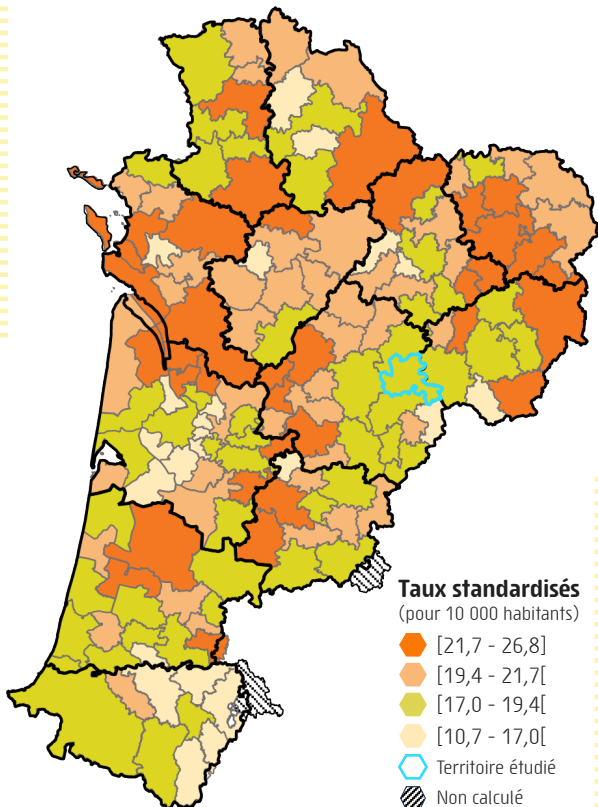 Taux standardisés
(pour 10 000 habitants)
[21,7 - 26,8]
[19,4 - 21,7[
[17,0 - 19,4[
[10,7 - 17,0[
Territoire étudié
Non calculé